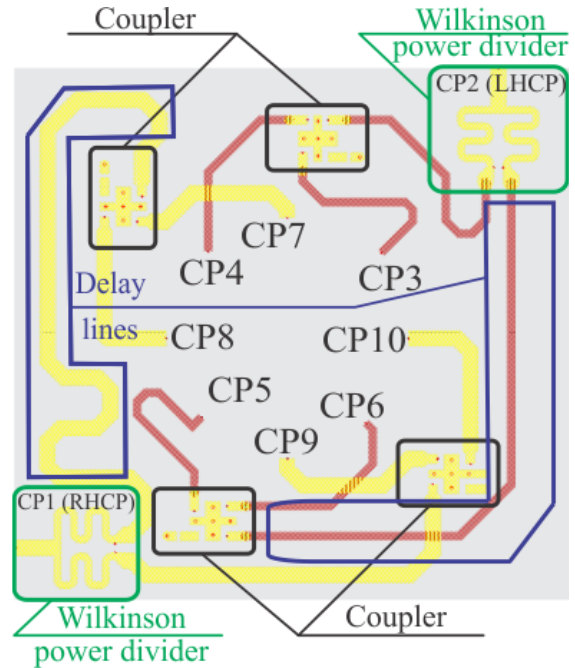 Coupler
Wilkinson
power divider
CP2 (LHCP)
CP7
CP4
CP3
Delay
lines
CP8
CP10
CP5
CP6
CP9
CP1 (RHCP)
Wilkinson
power divider
Coupler